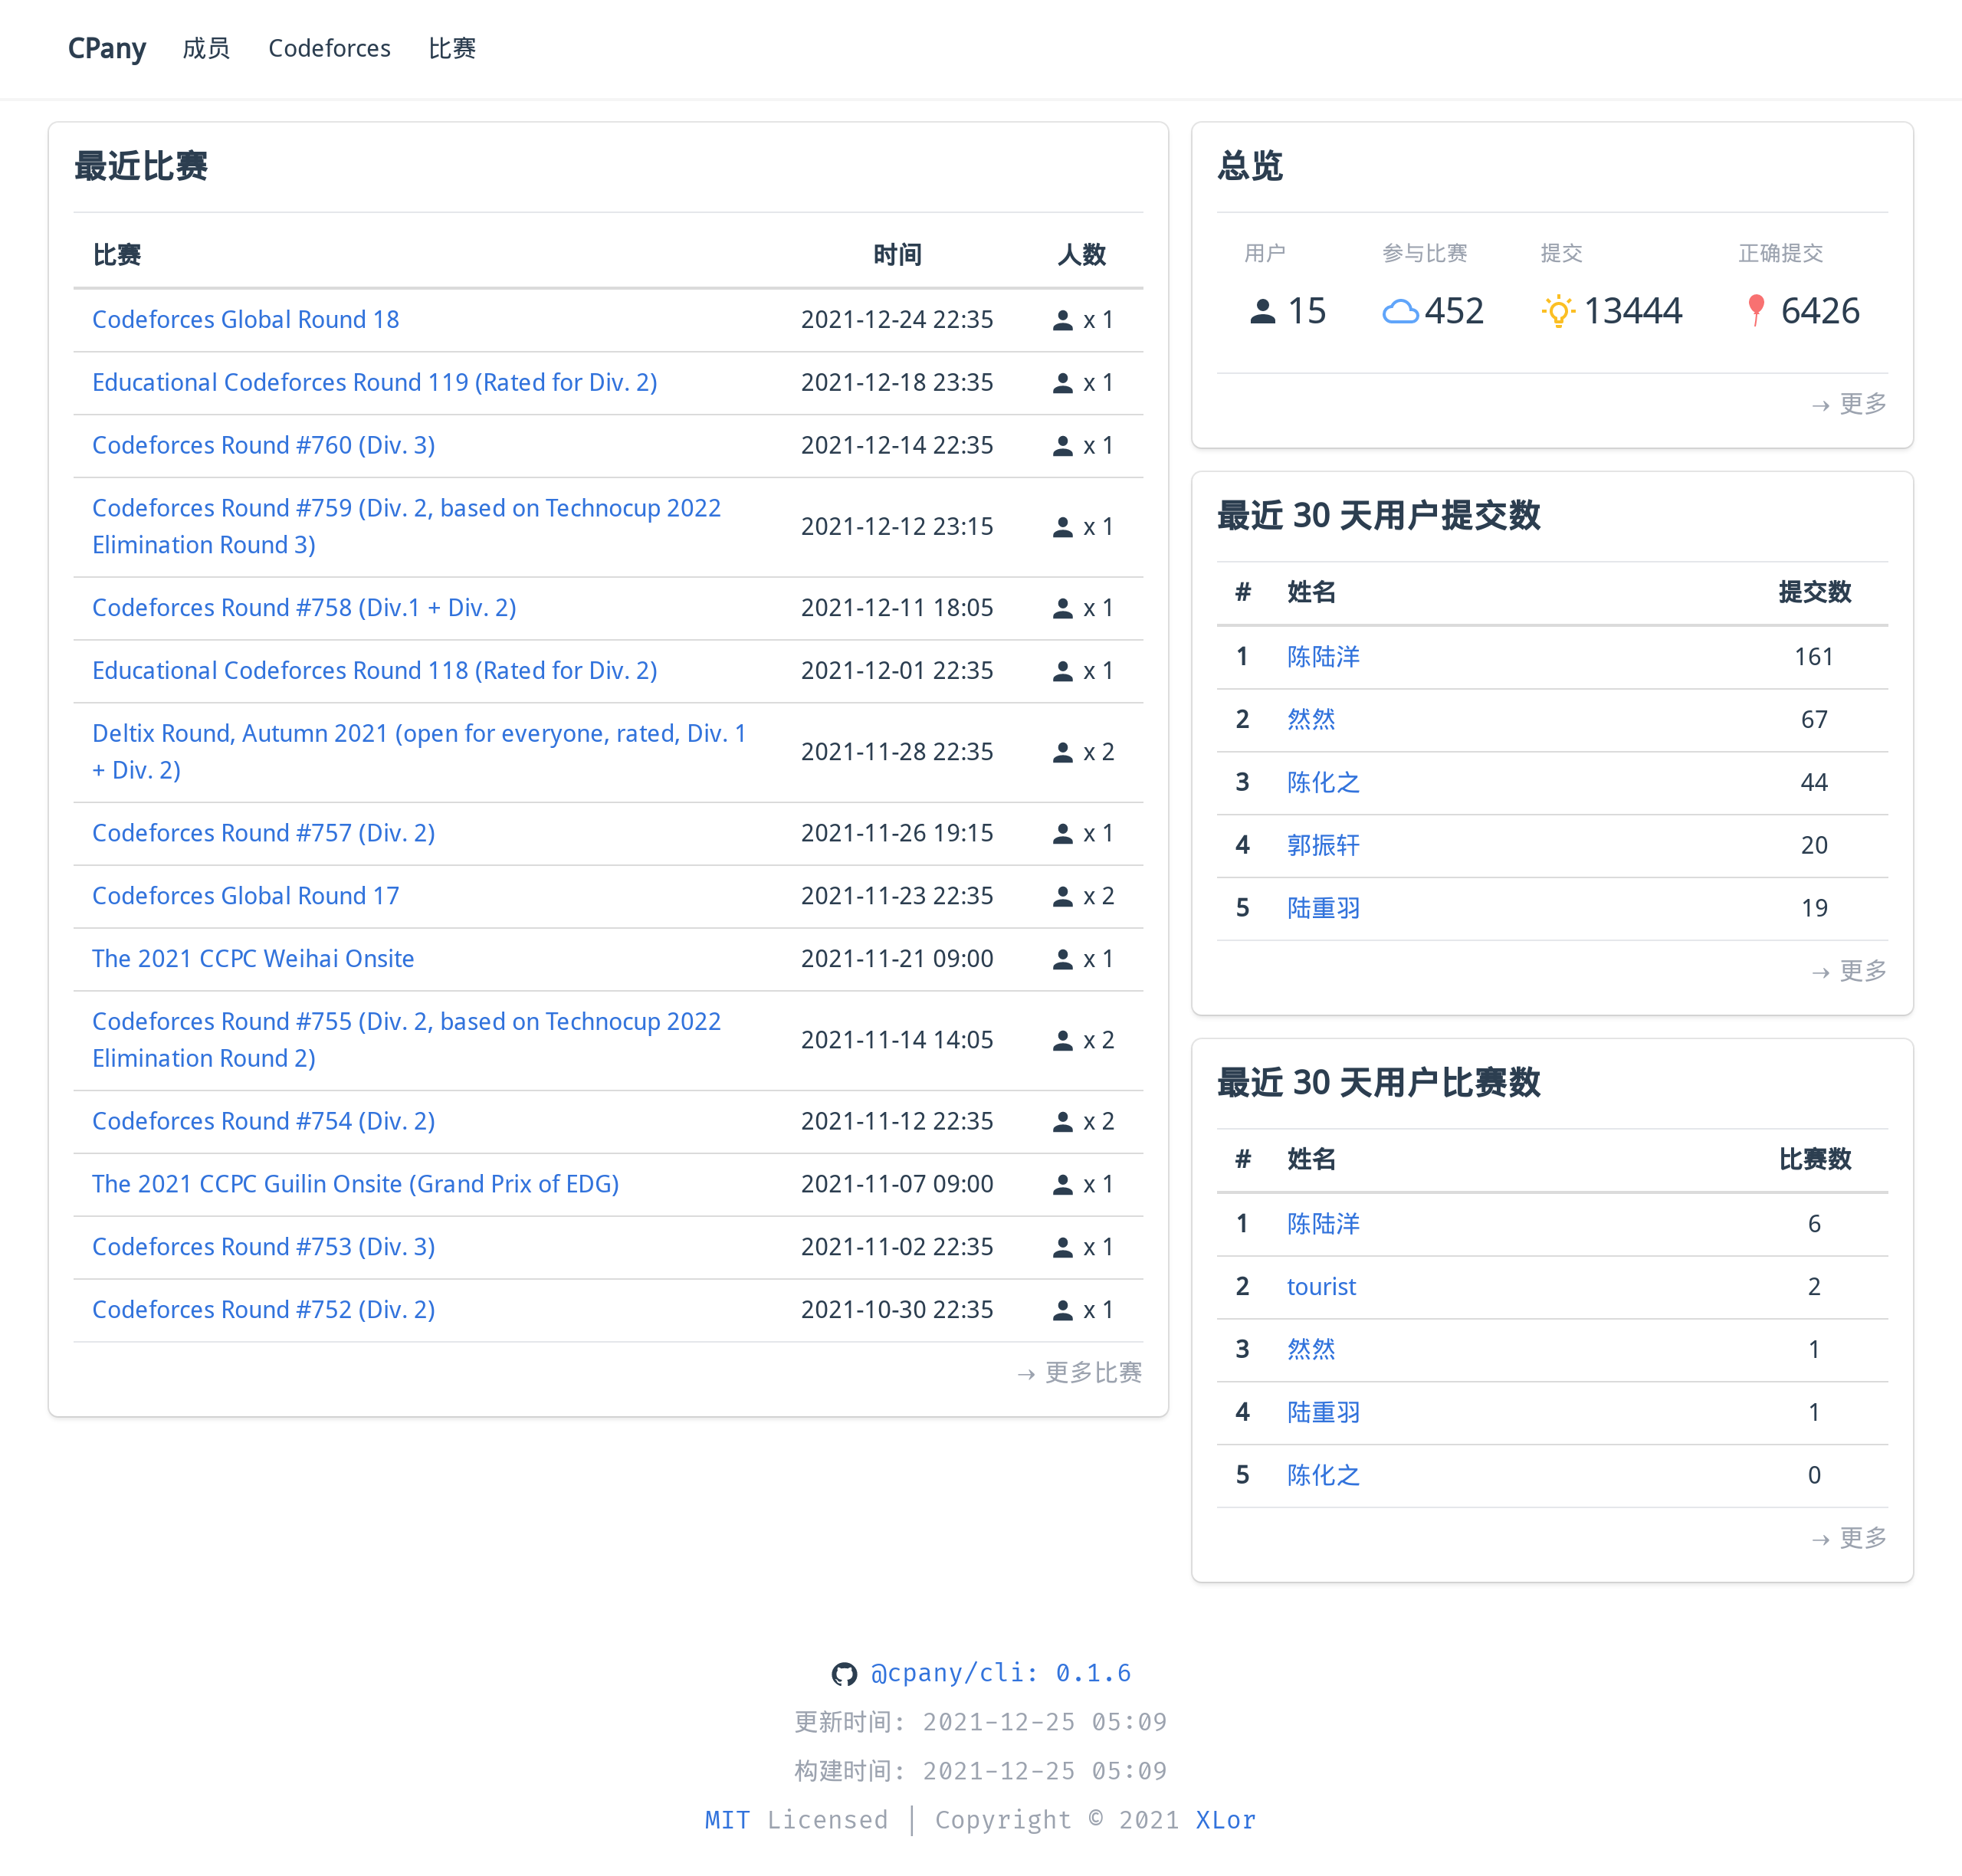 CPany 成员 Codeforces 比赛
最近比赛
比赛 时间 人数
Codeforces Global Round 18 2021-12-24 22:35 x 1
Educational Codeforces Round 119 (Rated for Div. 2) 2021-12-18 23:35 x 1
Codeforces Round #760 (Div. 3) 2021-12-14 22:35 x 1
Codeforces Round #759 (Div. 2, based on Technocup 2022
Elimination Round 3) 2021-12-12 23:15 x 1
Codeforces Round #758 (Div.1 + Div. 2) 2021-12-11 18:05 x 1
Educational Codeforces Round 118 (Rated for Div. 2) 2021-12-01 22:35 x 1
Deltix Round, Autumn 2021 (open for everyone, rated, Div. 1
+ Div. 2) 2021-11-28 22:35 x 2
Codeforces Round #757 (Div. 2) 2021-11-26 19:15 x 1
Codeforces Global Round 17 2021-11-23 22:35 x 2
The 2021 CCPC Weihai Onsite 2021-11-21 09:00 x 1
Codeforces Round #755 (Div. 2, based on Technocup 2022
Elimination Round 2) 2021-11-14 14:05 x 2
Codeforces Round #754 (Div. 2) 2021-11-12 22:35 x 2
The 2021 CCPC Guilin Onsite (Grand Prix of EDG) 2021-11-07 09:00 x 1
Codeforces Round #753 (Div. 3) 2021-11-02 22:35 x 1
Codeforces Round #752 (Div. 2) 2021-10-30 22:35 x 1
→ 更多比赛
总览
用户 参与比赛 提交 正确提交
15 452 13444 6426
→ 更多
最近 30 天用户提交数
# 姓名 提交数
1 陈陆洋 161
2 然然 67
3 陈化之 44
4 郭振轩 20
5 陆重羽 19
→ 更多
最近 30 天用户比赛数
# 姓名 比赛数
1 陈陆洋 6
2 tourist 2
3 然然 1
4 陆重羽 1
5 陈化之 0
→ 更多
@cpany/cli: 0.1.6
更新时间: 2021-12-25 05:09
构建时间: 2021-12-25 05:09
MIT Licensed | Copyright © 2021 XLor